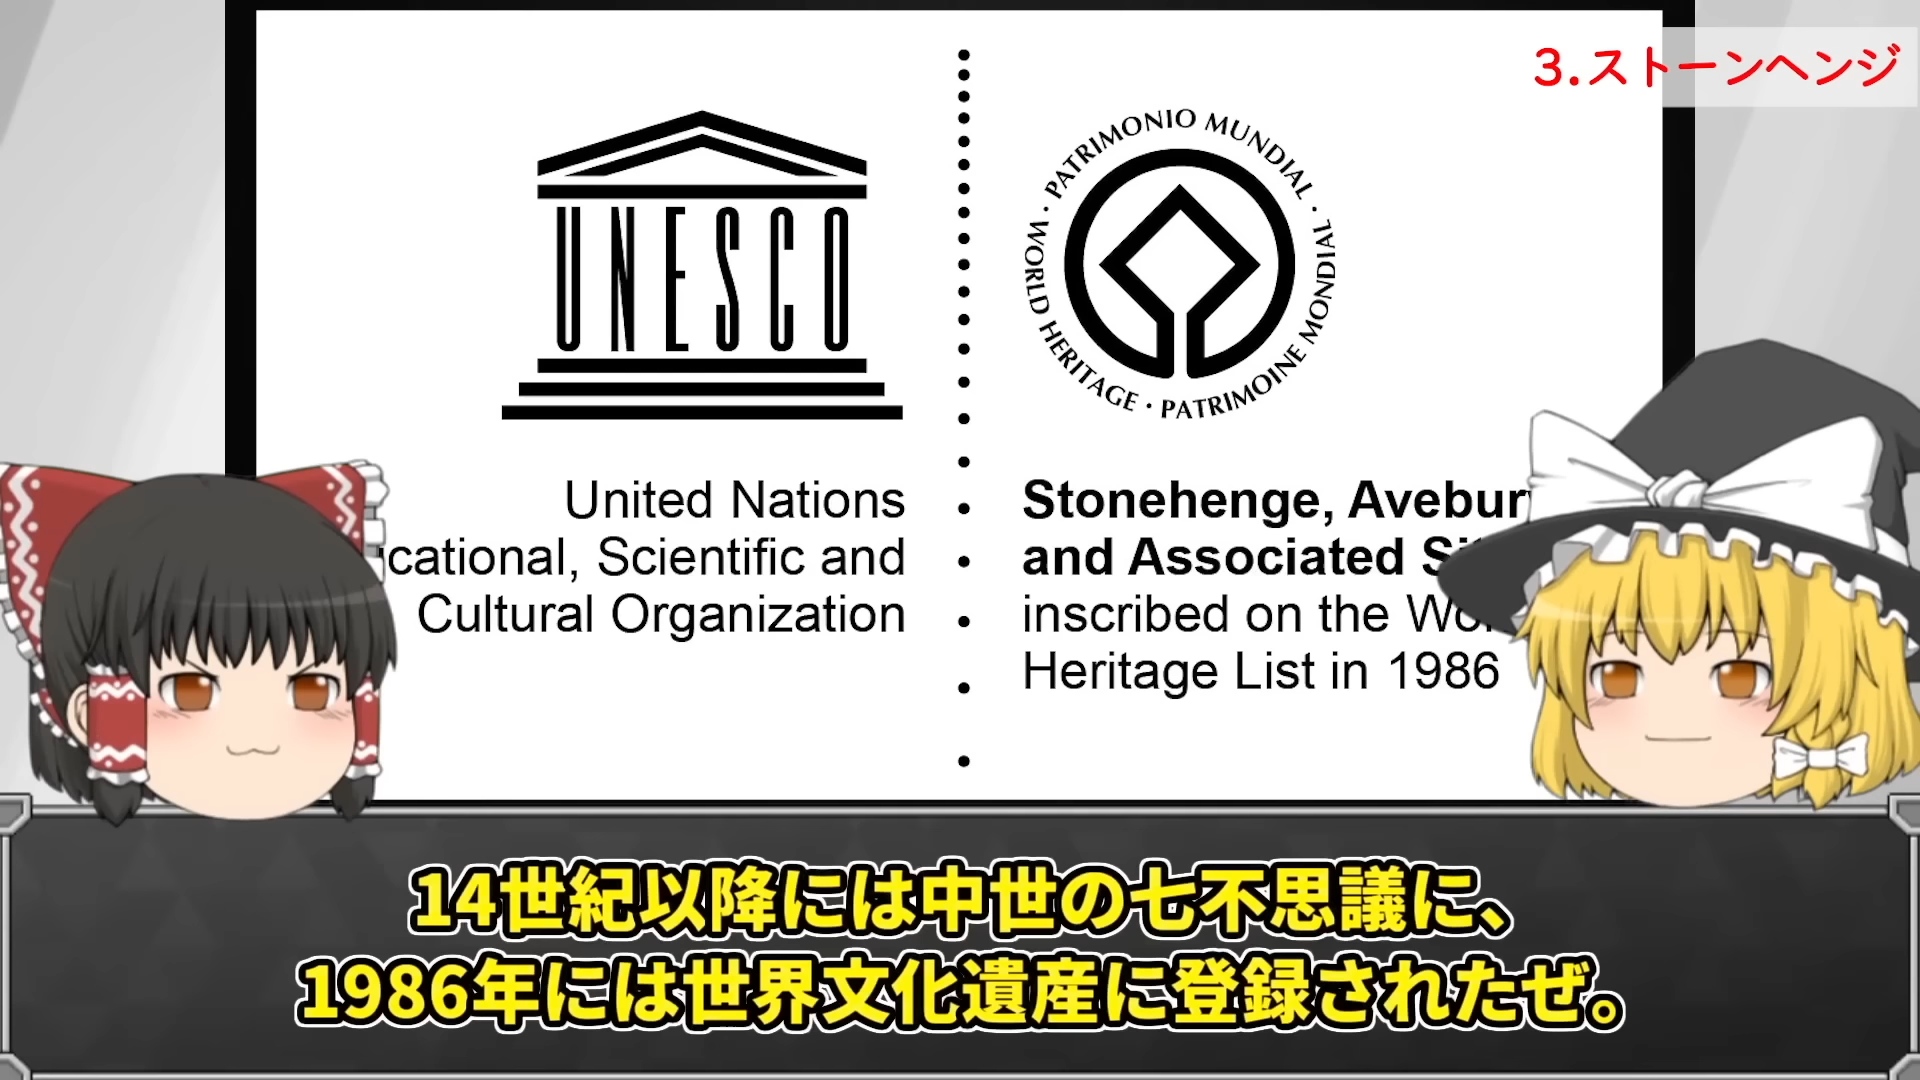 3.ストーンヘンジ
UNESCO
United Nations
cational, Scientific and
Cultural Organization
PATRIMONIO MUNDIAL · WORLD HERITAGE · PATRIMOINE MONDIAL ·
Stonehenge,
and Associated
inscribed on the
Heritage List in 1986
14世紀以降には中世の七不思議に、
1986年には世界文化遺産に登録されたぜ。